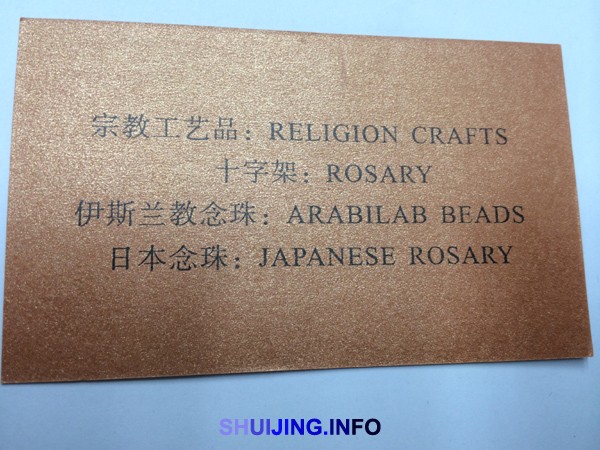 宗教工艺品: RELIGION CRAFTS
十字架: ROSARY
伊斯兰教念珠: ARABILAB BEADS
日本念珠: JAPANESE ROSARY
SHUIJING.INFO